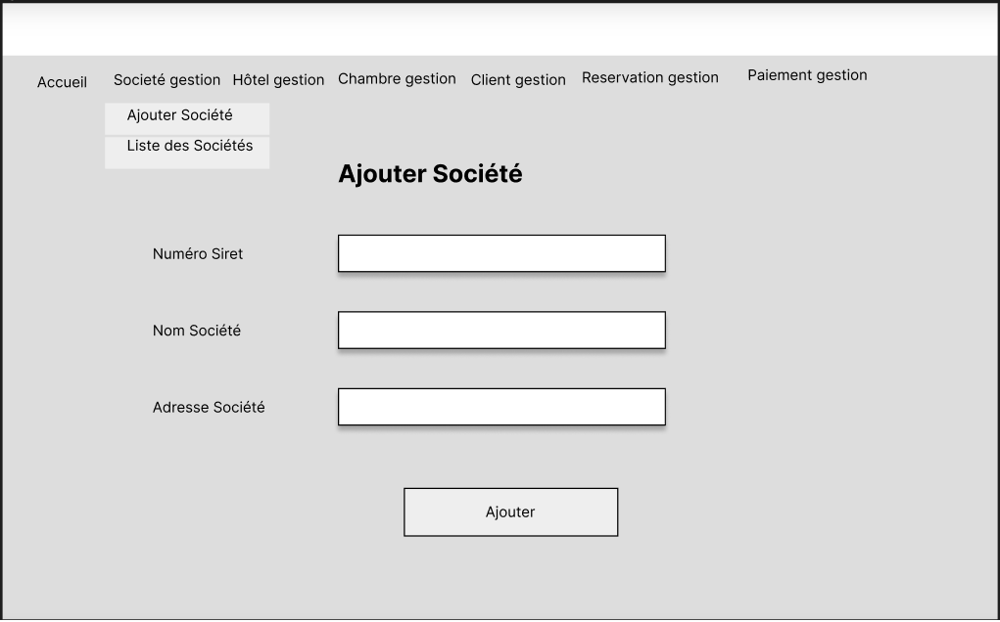 Accueil Societé gestion Hôtel gestion Chambre gestion Client gestion Reservation gestion Paiement gestion
Ajouter Société
Liste des Sociétés
Ajouter Société
Numéro Siret
Nom Société
Adresse Société
Ajouter